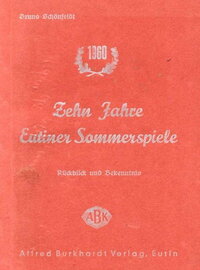 Bruno Schönfeldt
1960
Zehn Jahre
Eutiner Sommerspiele
Rückblick und Bekenntnis
ABK
Alfred Burkhardt Verlag, Eutin